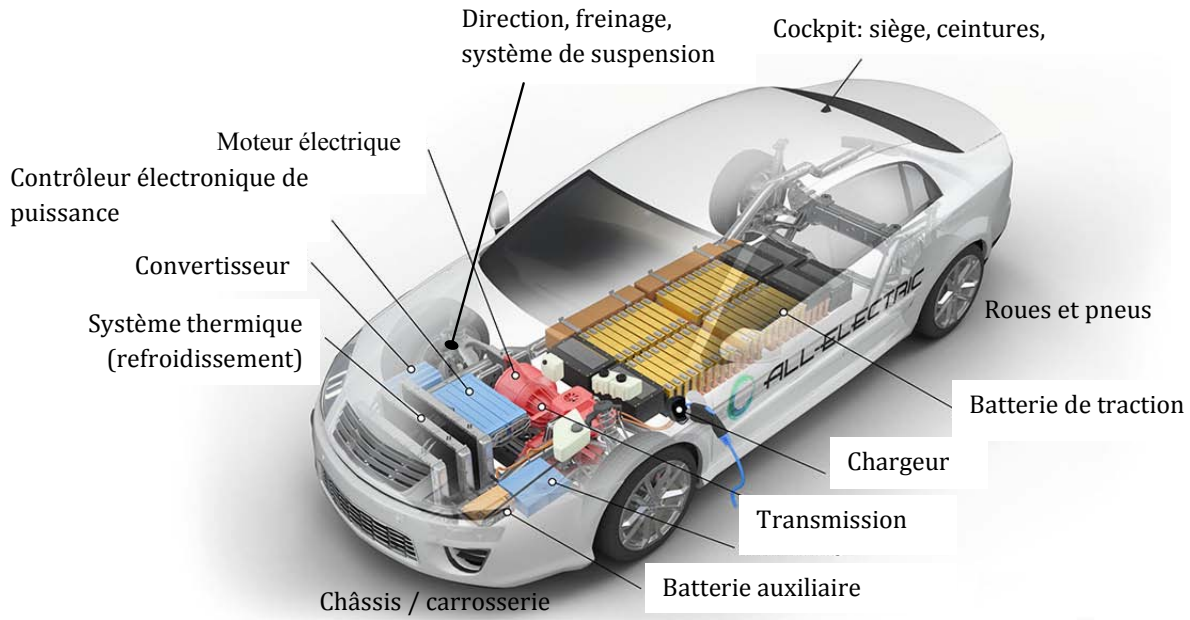 Direction, freinage,
système de suspension
Cockpit: siège, ceintures,
Moteur électrique
Contrôleur électronique de
puissance
Convertisseur
Système thermique
(refroidissement)
Roues et pneus
ALL-ELECTRIC
Batterie de traction
Chargeur
Transmission
Batterie auxiliaire
Châssis / carrosserie